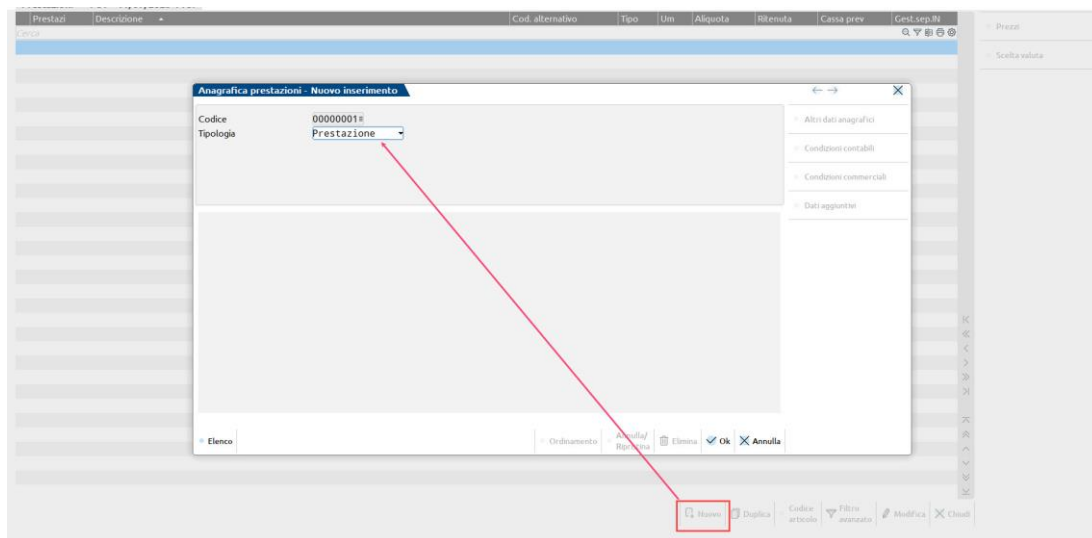 Prestazi Descrizione Cod. alternativo Tipo Um Aliquota Ritenuta Cassa prev Gest.sep.IN
Cerca
Prezzi
Scelta valuta
Anagrafica prestazioni - Nuovo inserimento
Codice 00000001
Tipologia Prestazione
Altri dati anagrafici
Condizioni contabili
Condizioni commerciali
Dati aggiuntivi
Elenco Ordinamento Annulla/ Elimina Ok Annulla
Ripristina
Nuovo Duplica Codice articolo Filtro avanzato Modifica Chiudi